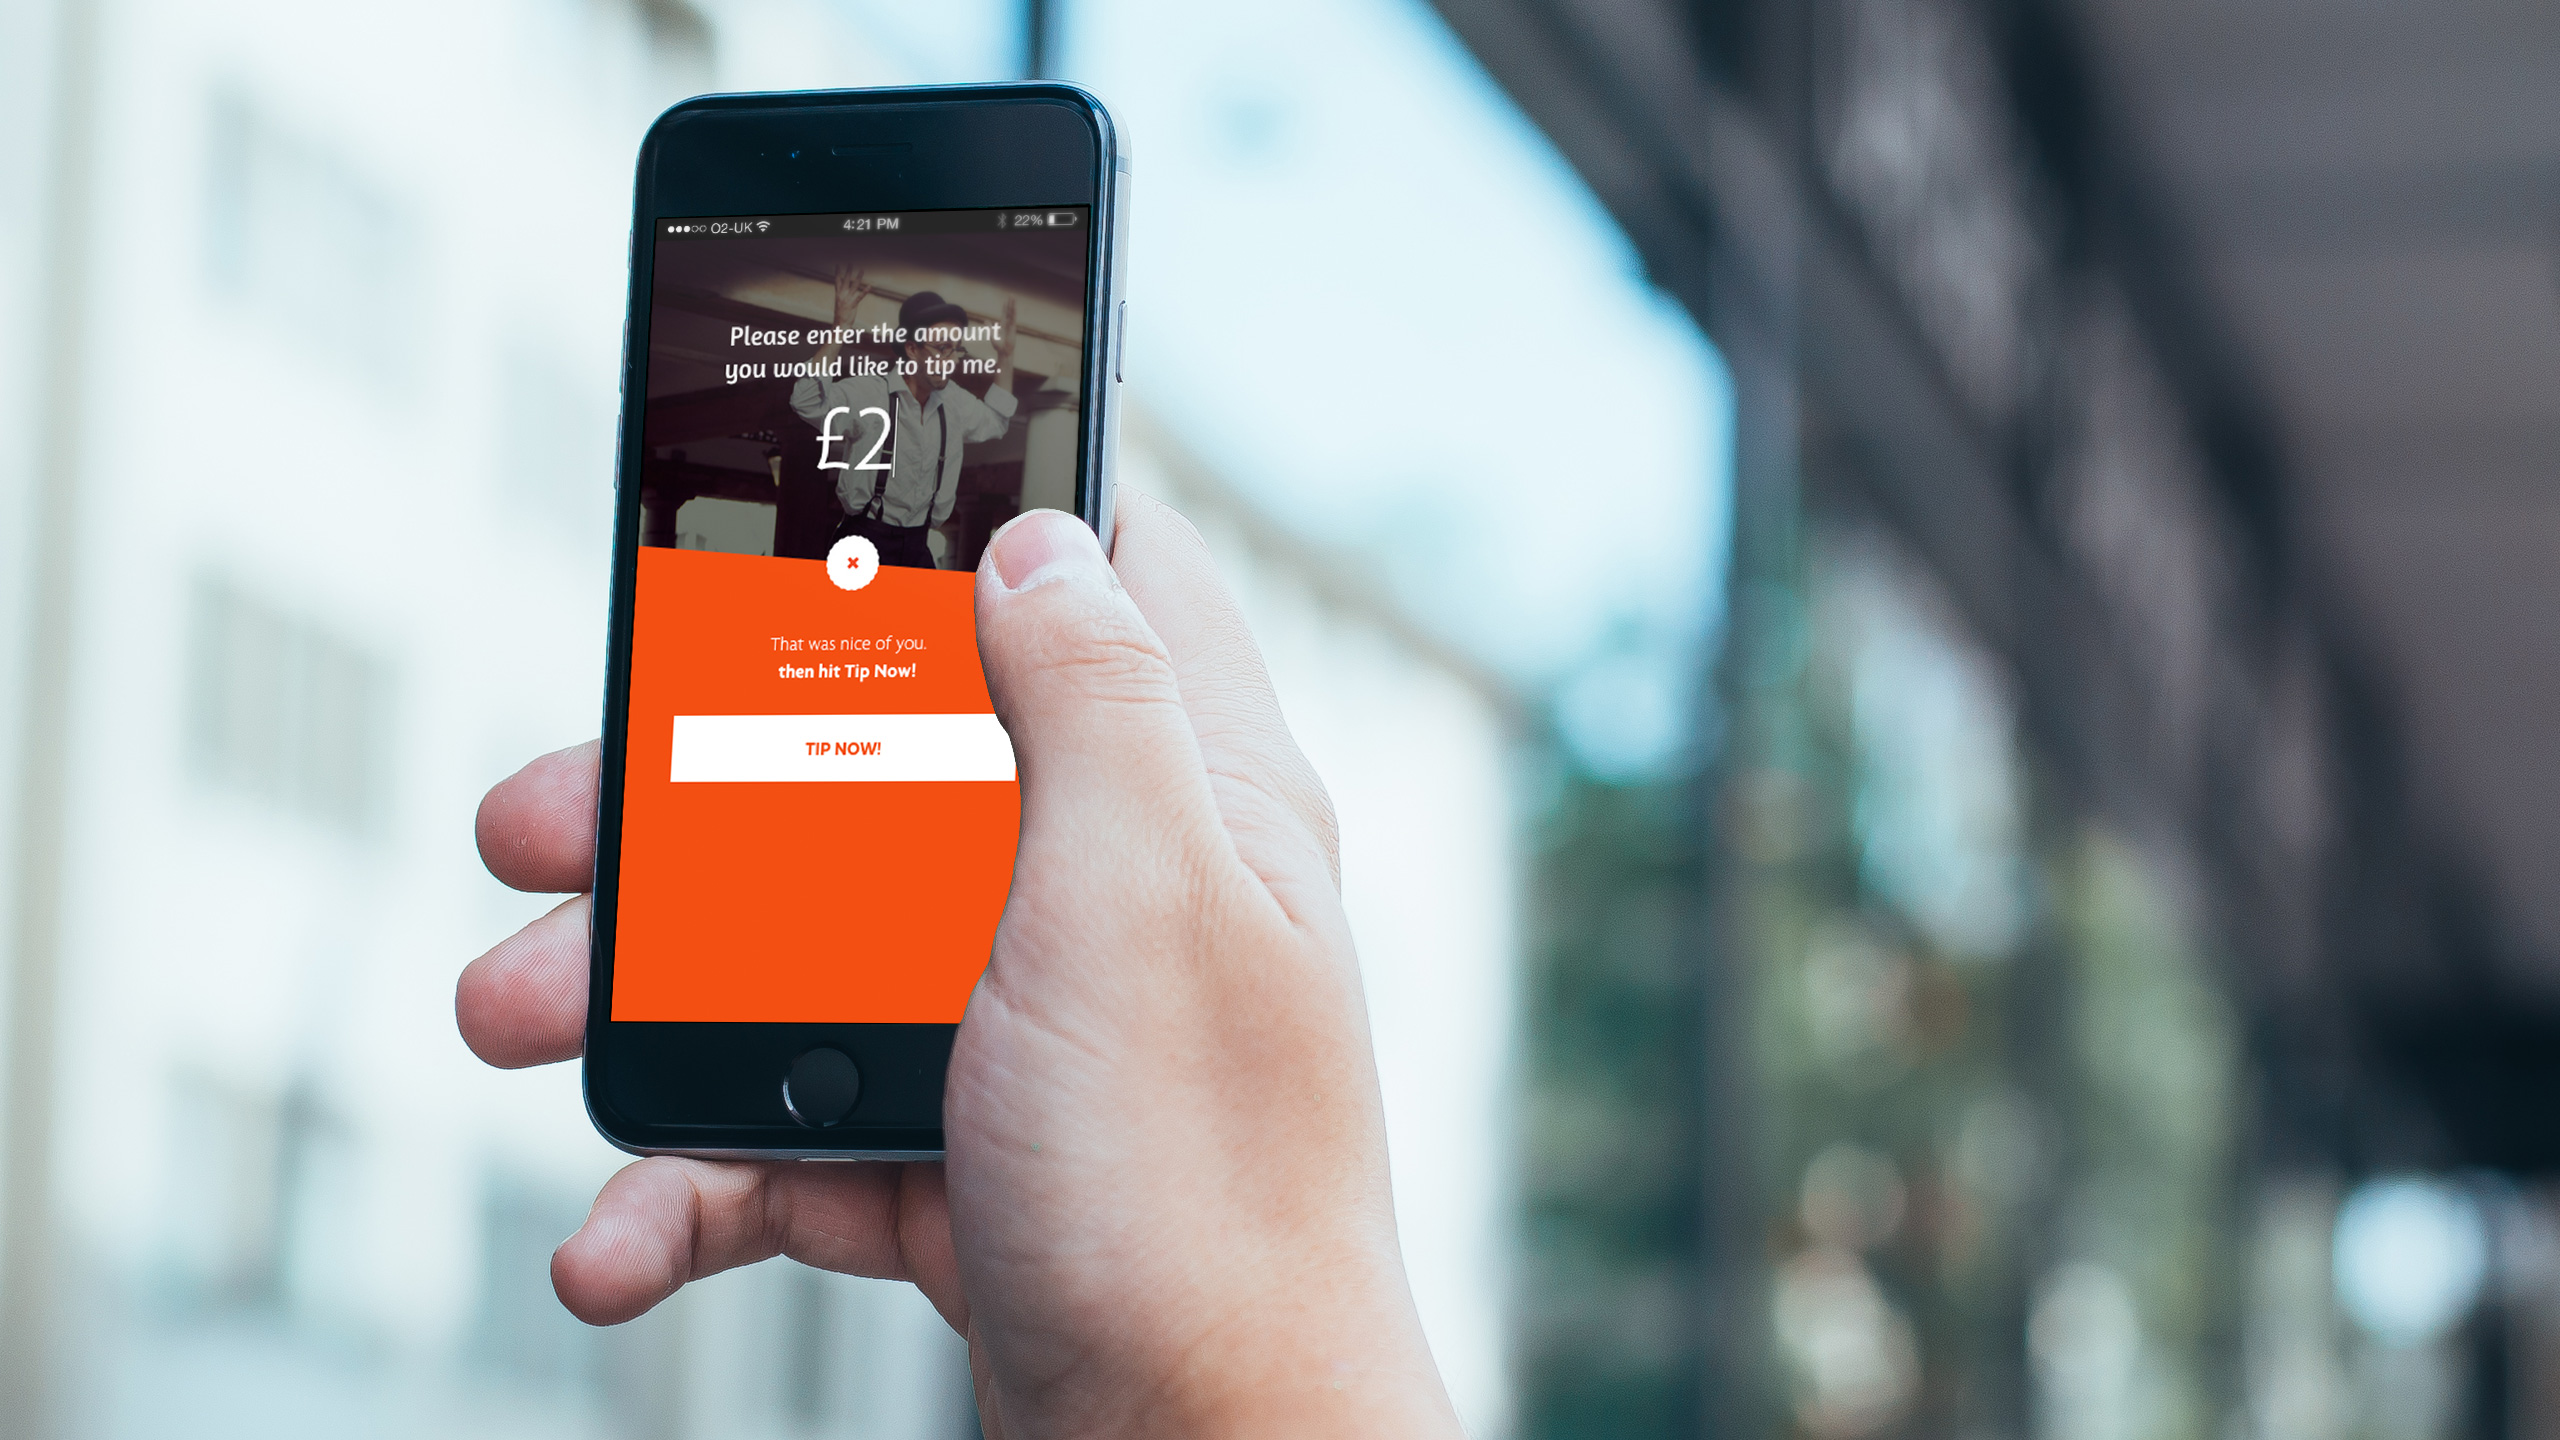 O2-UK 4:21 PM 22%
Please enter the amount
you would like to tip me.
£2
That was nice of you.
then hit Tip Now!
TIP NOW!